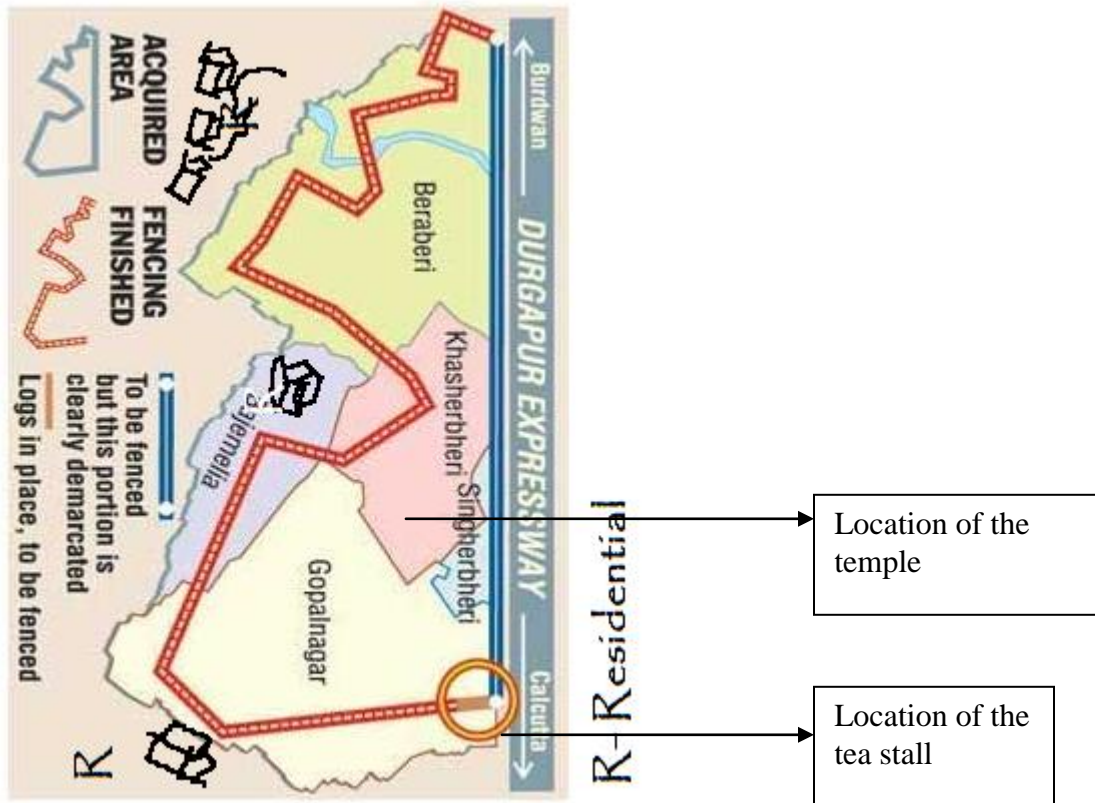 Burdwan
DURGAPUR EXPRESSWAY
Calcutta
Beraberi
Khasherbheri
Singherbheri
Bajemelia
Gopalnagar
R
R
ACQUIRED
AREA
FENCING
FINISHED
To be fenced
but this portion is
clearly demarcated
Logs in place, to be fenced
R-Residential
Location of the
temple
Location of the
tea stall